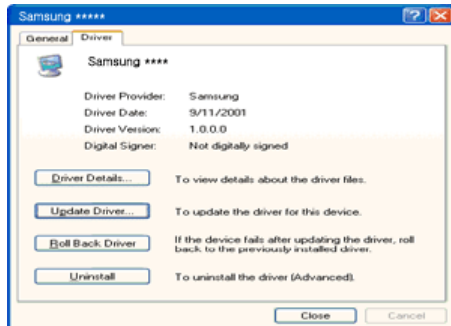 Samsung *****
General Driver
Samsung ****
Driver Provider: Samsung
Driver Date: 9/11/2001
Driver Version: 1.0.0.0
Digital Signer: Not digitally signed
Driver Details... To view details about the driver files.
Update Driver... To update the driver for this device.
Roll Back Driver If the device fails after updating the driver, roll
back to the previously installed driver.
Uninstall To uninstall the driver (Advanced).
Close Cancel